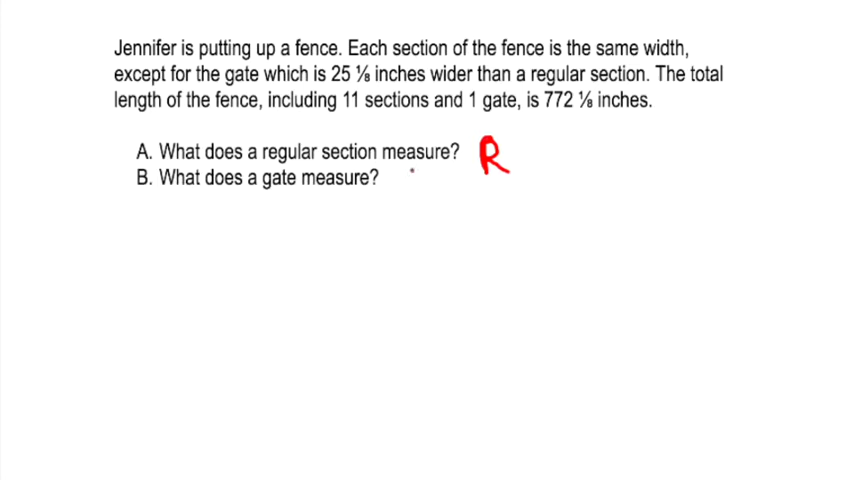 Jennifer is putting up a fence. Each section of the fence is the same width,
except for the gate which is 25 ⅛ inches wider than a regular section. The total
length of the fence, including 11 sections and 1 gate, is 772 ⅛ inches.
A. What does a regular section measure? R
B. What does a gate measure?